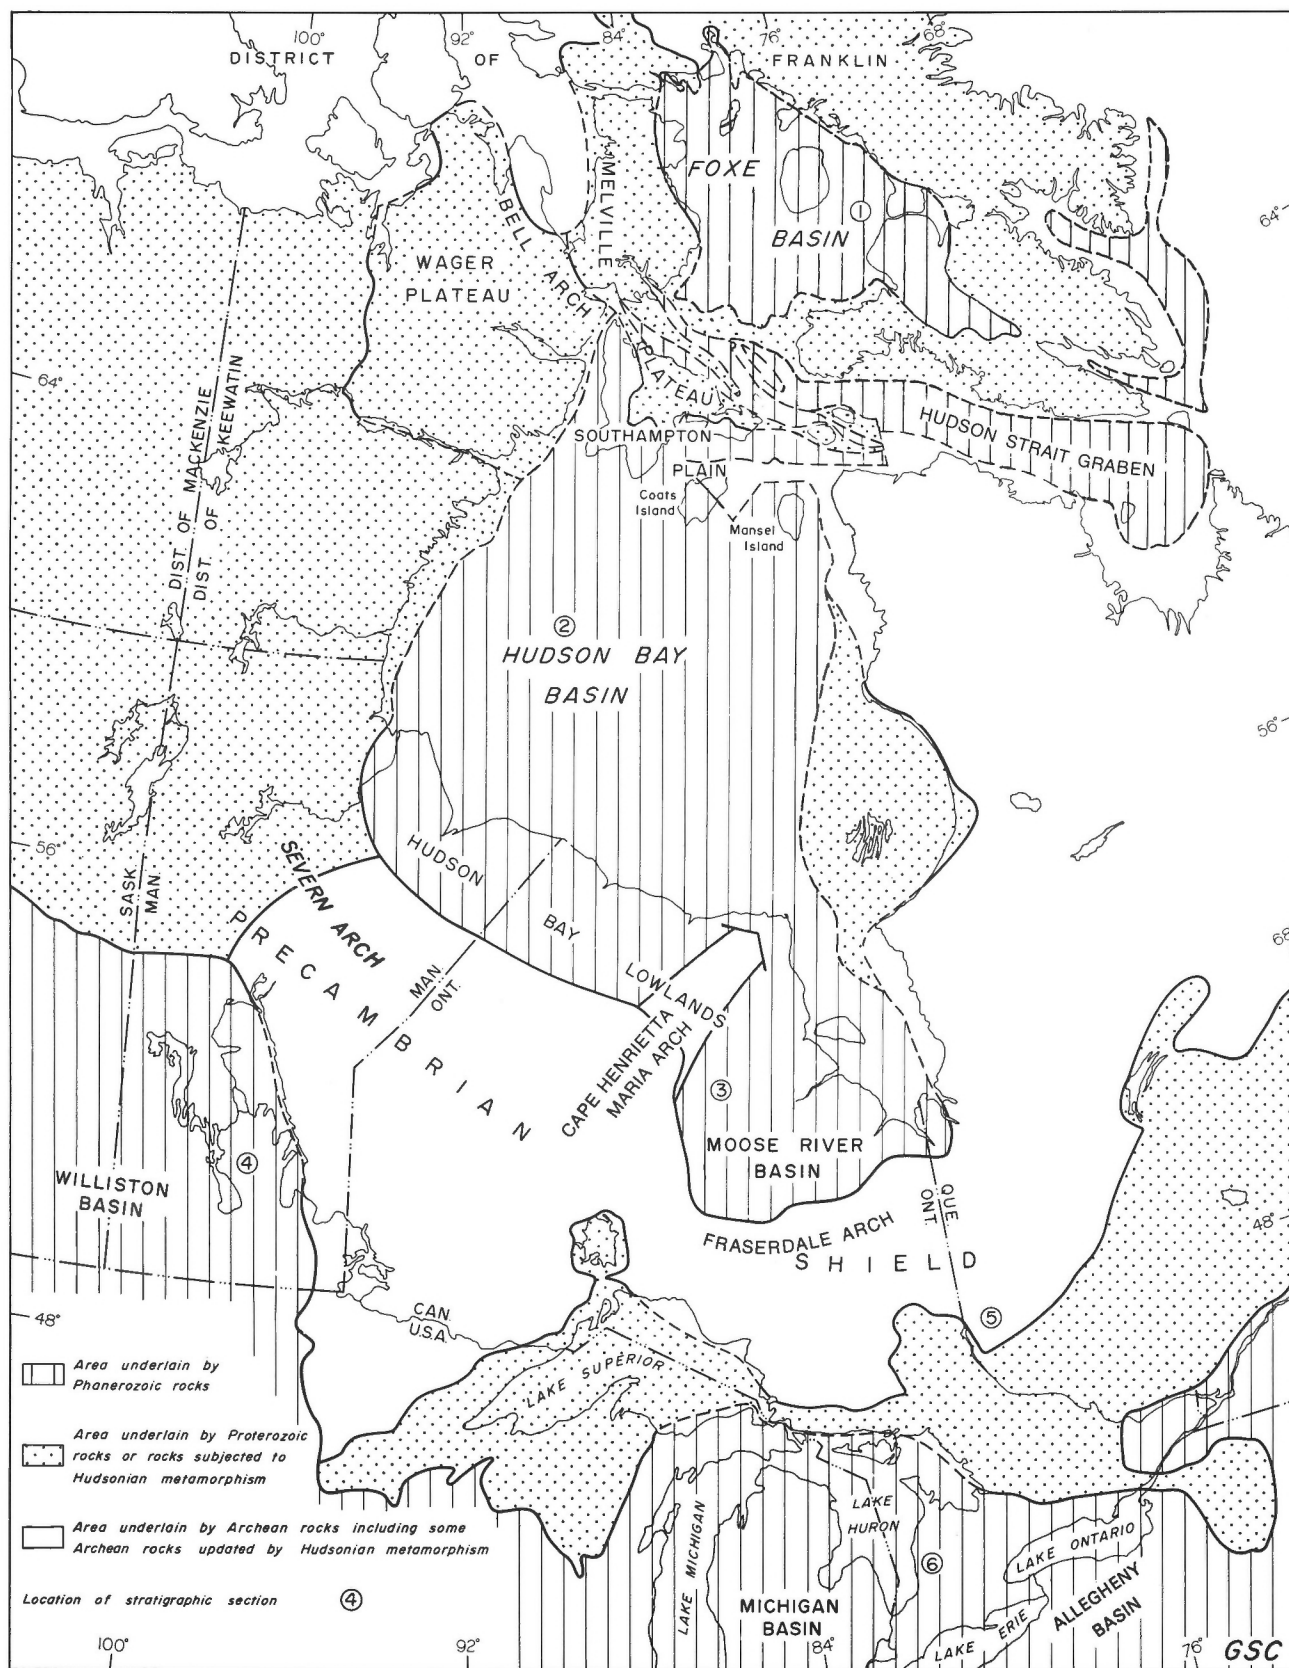 100°
92°
84°
76°
68°
DISTRICT OF FRANKLIN
FOXE
BASIN
①
MELVILLE
BELL ARCH
WAGER
PLATEAU
64°
64°
PLATEAU
SOUTHAMPTON
PLAIN
HUDSON STRAIT GRABEN
Coats
Island
Mansel
Island
DIST. OF MACKENZIE
DIST. OF KEEWATIN
②
HUDSON BAY
BASIN
56°
56°
SASK.
MAN.
SEVERN ARCH
PRECAMBRIAN
HUDSON
BAY
LOWLANDS
MAN.
ONT.
68°
CAPE HENRIETTA
MARIA ARCH
③
MOOSE RIVER
BASIN
④
WILLISTON
BASIN
QUE
ONT.
FRASERDALE ARCH
SHIELD
48°
48°
CAN.
U.S.A.
⑤
LAKE SUPERIOR
Area underlain by
Phanerozoic rocks
Area underlain by Proterozoic
rocks or rocks subjected to
Hudsonian metamorphism
Area underlain by Archean rocks including some
Archean rocks updated by Hudsonian metamorphism
Location of stratigraphic section ④
LAKE MICHIGAN
LAKE
HURON
⑥
LAKE ONTARIO
MICHIGAN
BASIN
LAKE ERIE
ALLEGHENY
BASIN
100°
92°
84°
76°
GSC